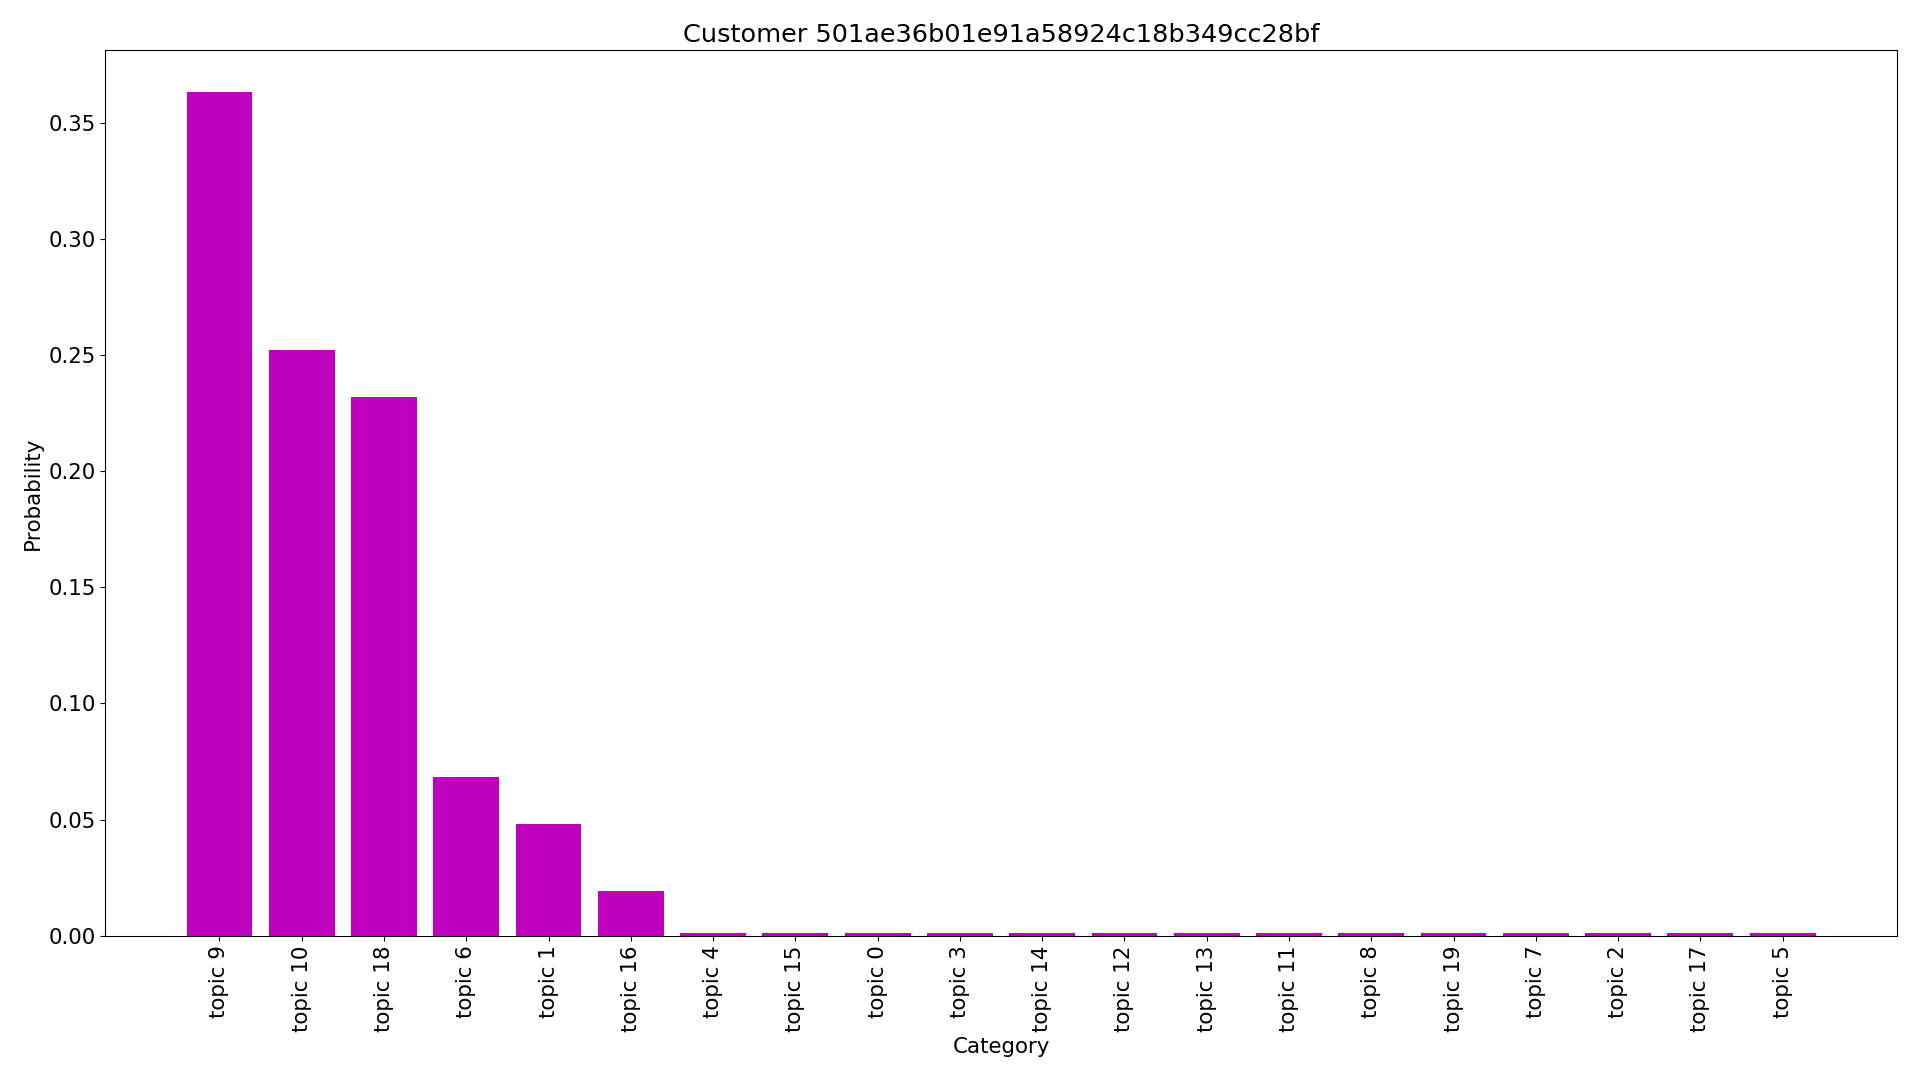 Customer 501ae36b01e91a58924c18b349cc28bf
Probability
0.35
0.30
0.25
0.20
0.15
0.10
0.05
0.00
topic 9
topic 10
topic 18
topic 6
topic 1
topic 16
topic 4
topic 15
topic 0
topic 3
topic 14
topic 12
topic 13
topic 11
topic 8
topic 19
topic 7
topic 2
topic 17
topic 5
Category